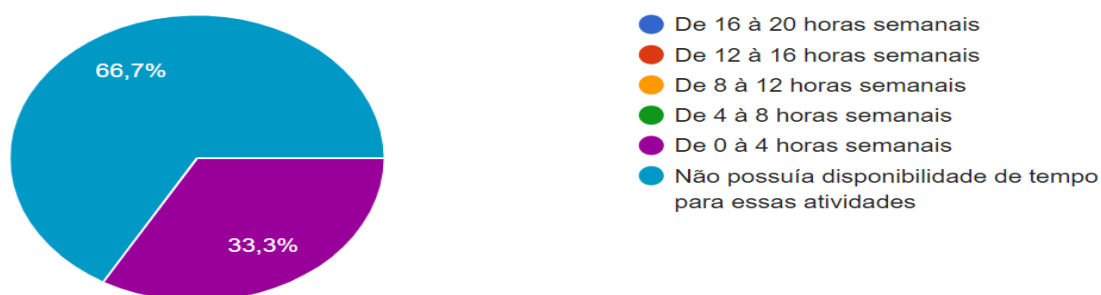 66,7%
33,3%
De 16 à 20 horas semanais
De 12 à 16 horas semanais
De 8 à 12 horas semanais
De 4 à 8 horas semanais
De 0 à 4 horas semanais
Não possuía disponibilidade de tempo
para essas atividades